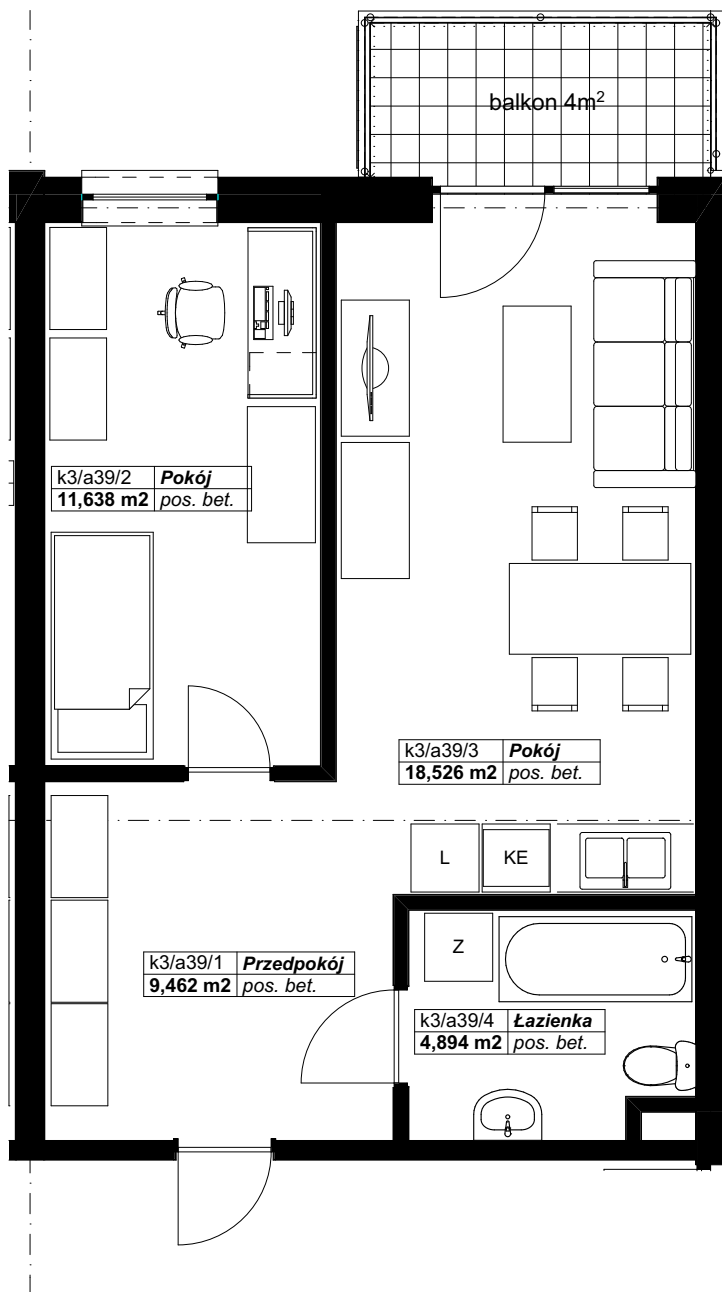 balkon 4m²
k3/a39/2 Pokój
11,638 m2 pos. bet.
k3/a39/3 Pokój
18,526 m2 pos. bet.
L KE
Z
k3/a39/1 Przedpokój
9,462 m2 pos. bet.
k3/a39/4 Łazienka
4,894 m2 pos. bet.